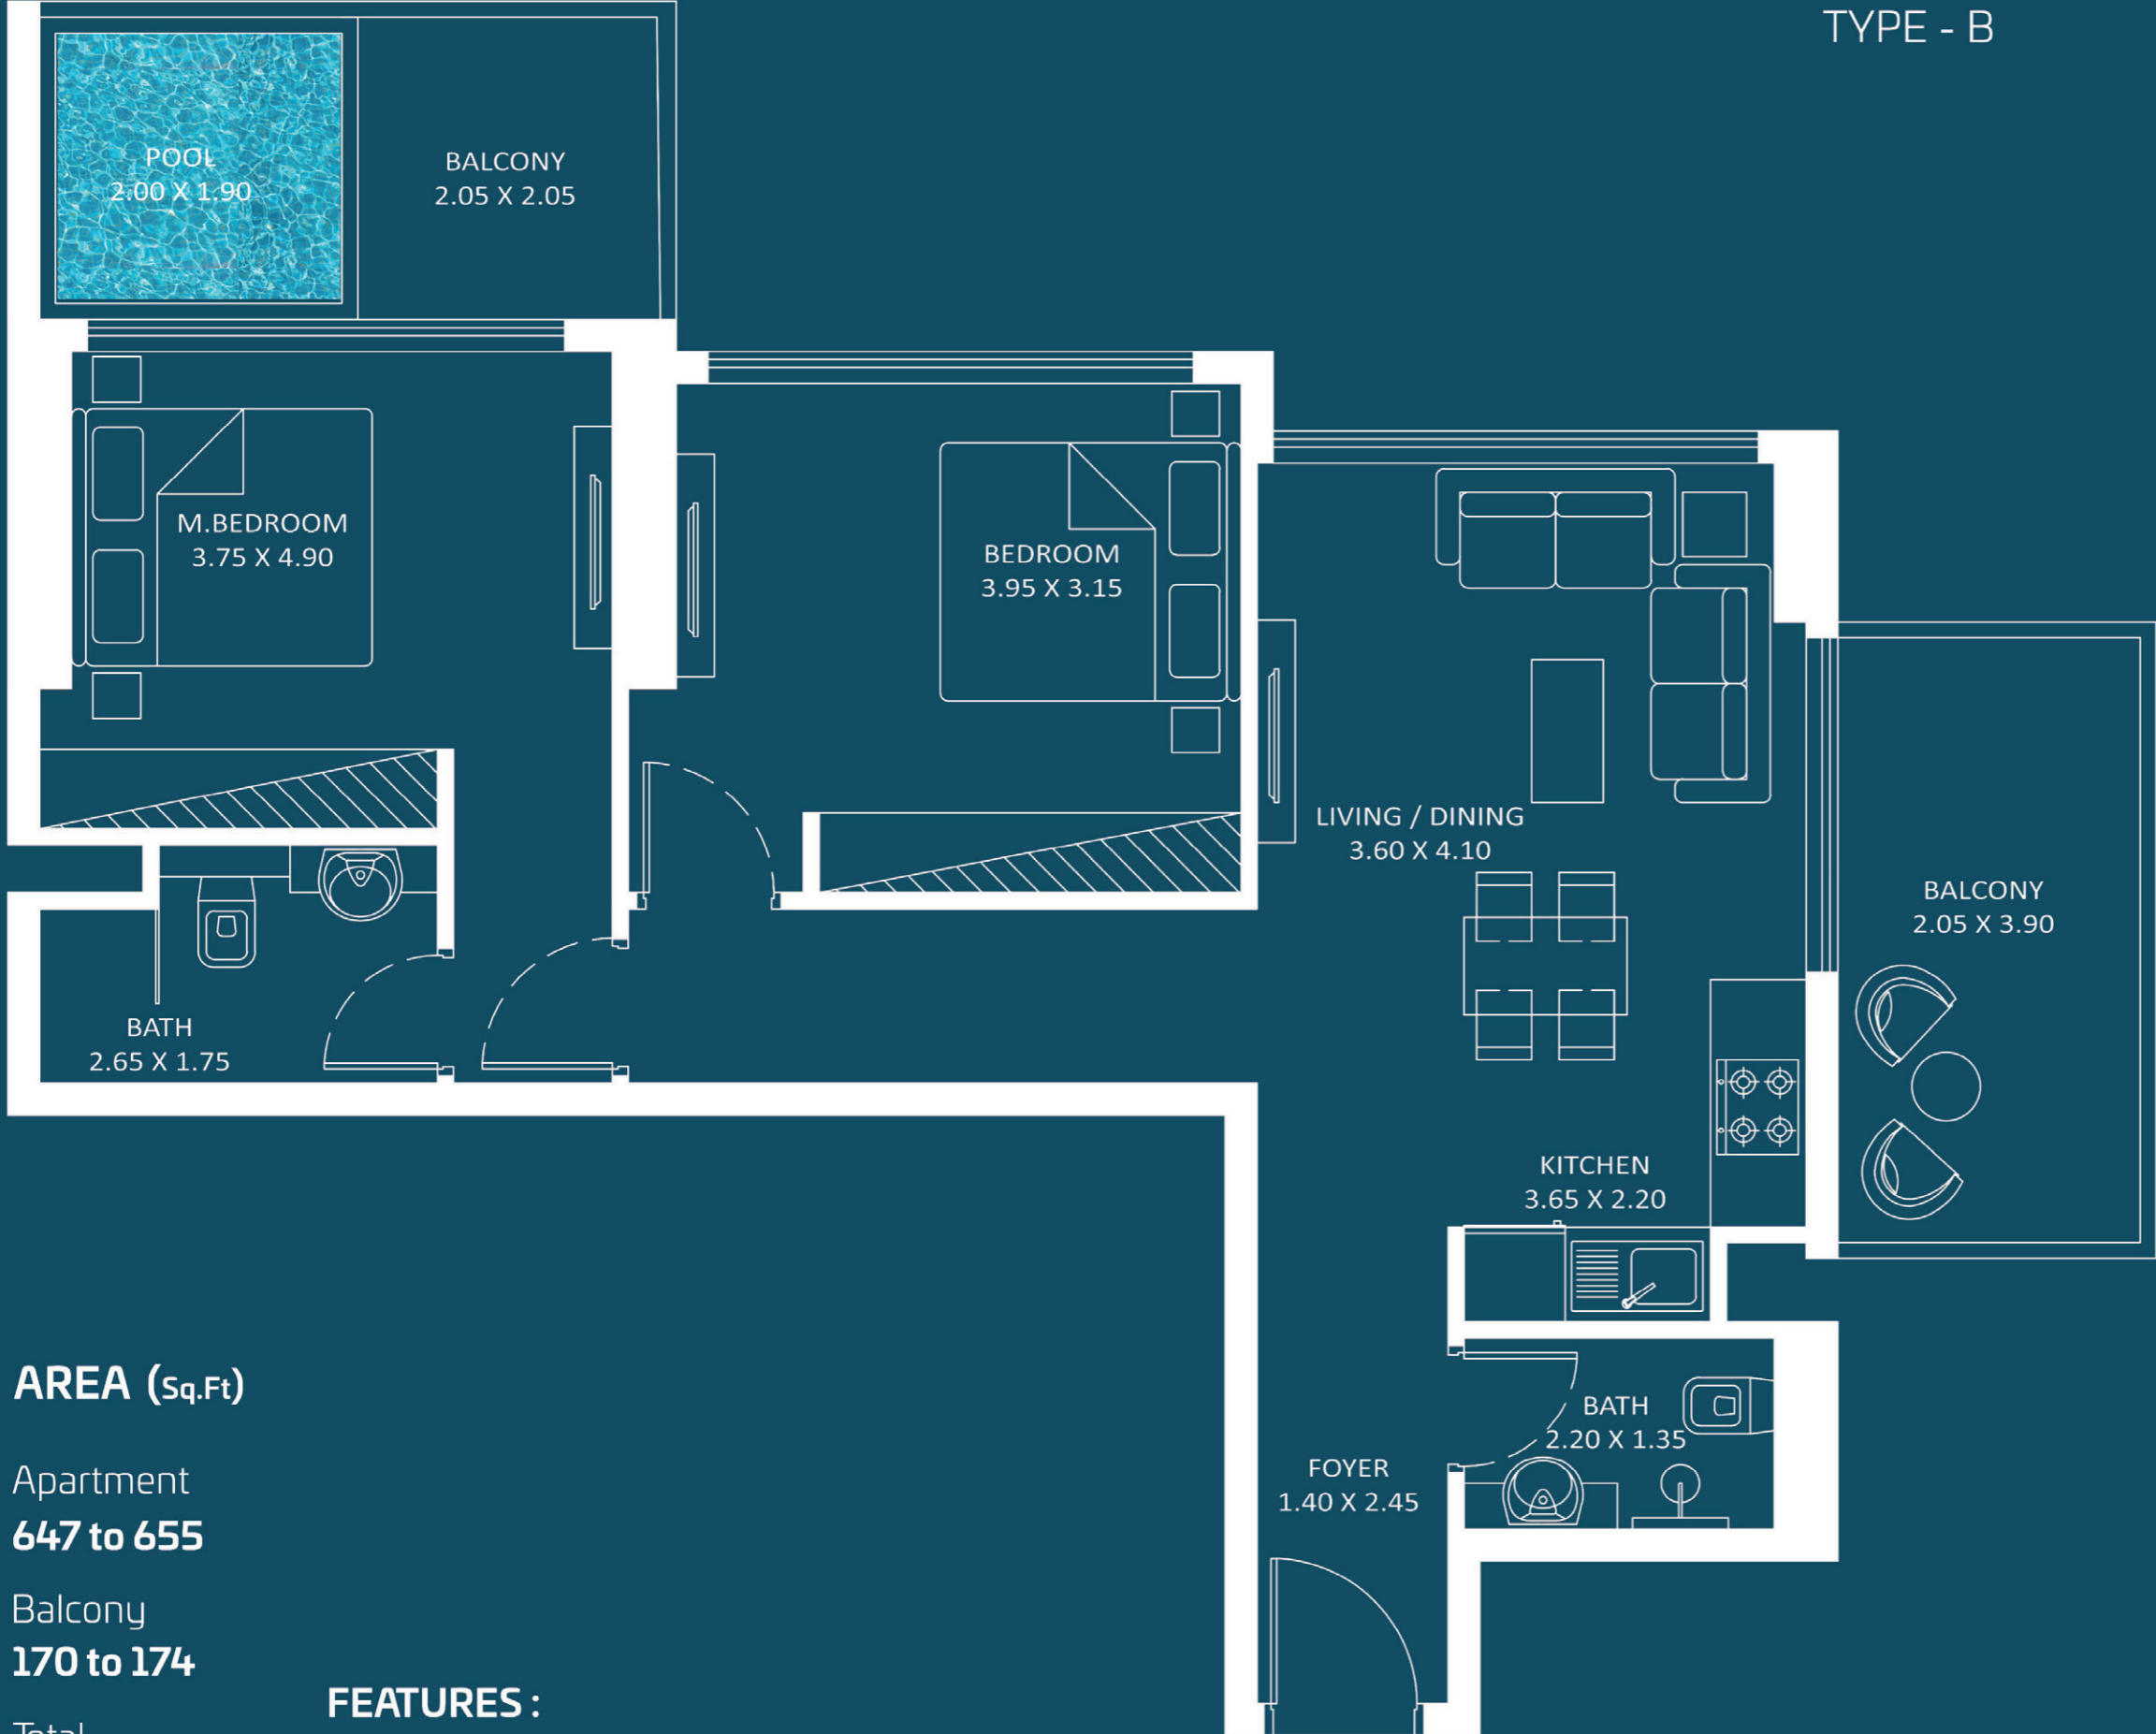 TYPE - B
POOL
2.00 X 1.90
BALCONY
2.05 X 2.05
M.BEDROOM
3.75 X 4.90
BEDROOM
3.95 X 3.15
LIVING / DINING
3.60 X 4.10
BALCONY
2.05 X 3.90
BATH
2.65 X 1.75
KITCHEN
3.65 X 2.20
BATH
2.20 X 1.35
FOYER
1.40 X 2.45
AREA (Sq.Ft)
Apartment
647 to 655
Balcony
170 to 174
Total
FEATURES :